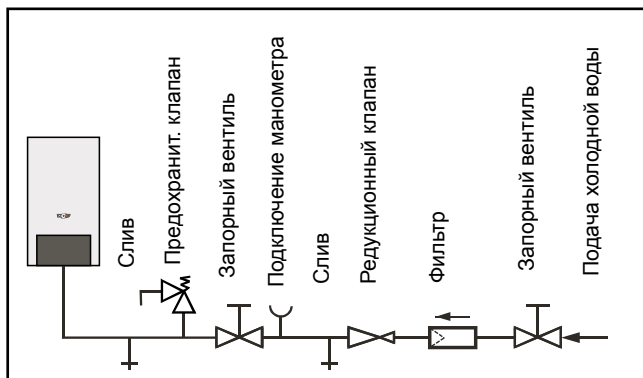 Слив
Предохранит. клапан
Запорный вентиль
Подключение манометра
Слив
Редукционный клапан
Фильтр
Запорный вентиль
Подача холодной воды